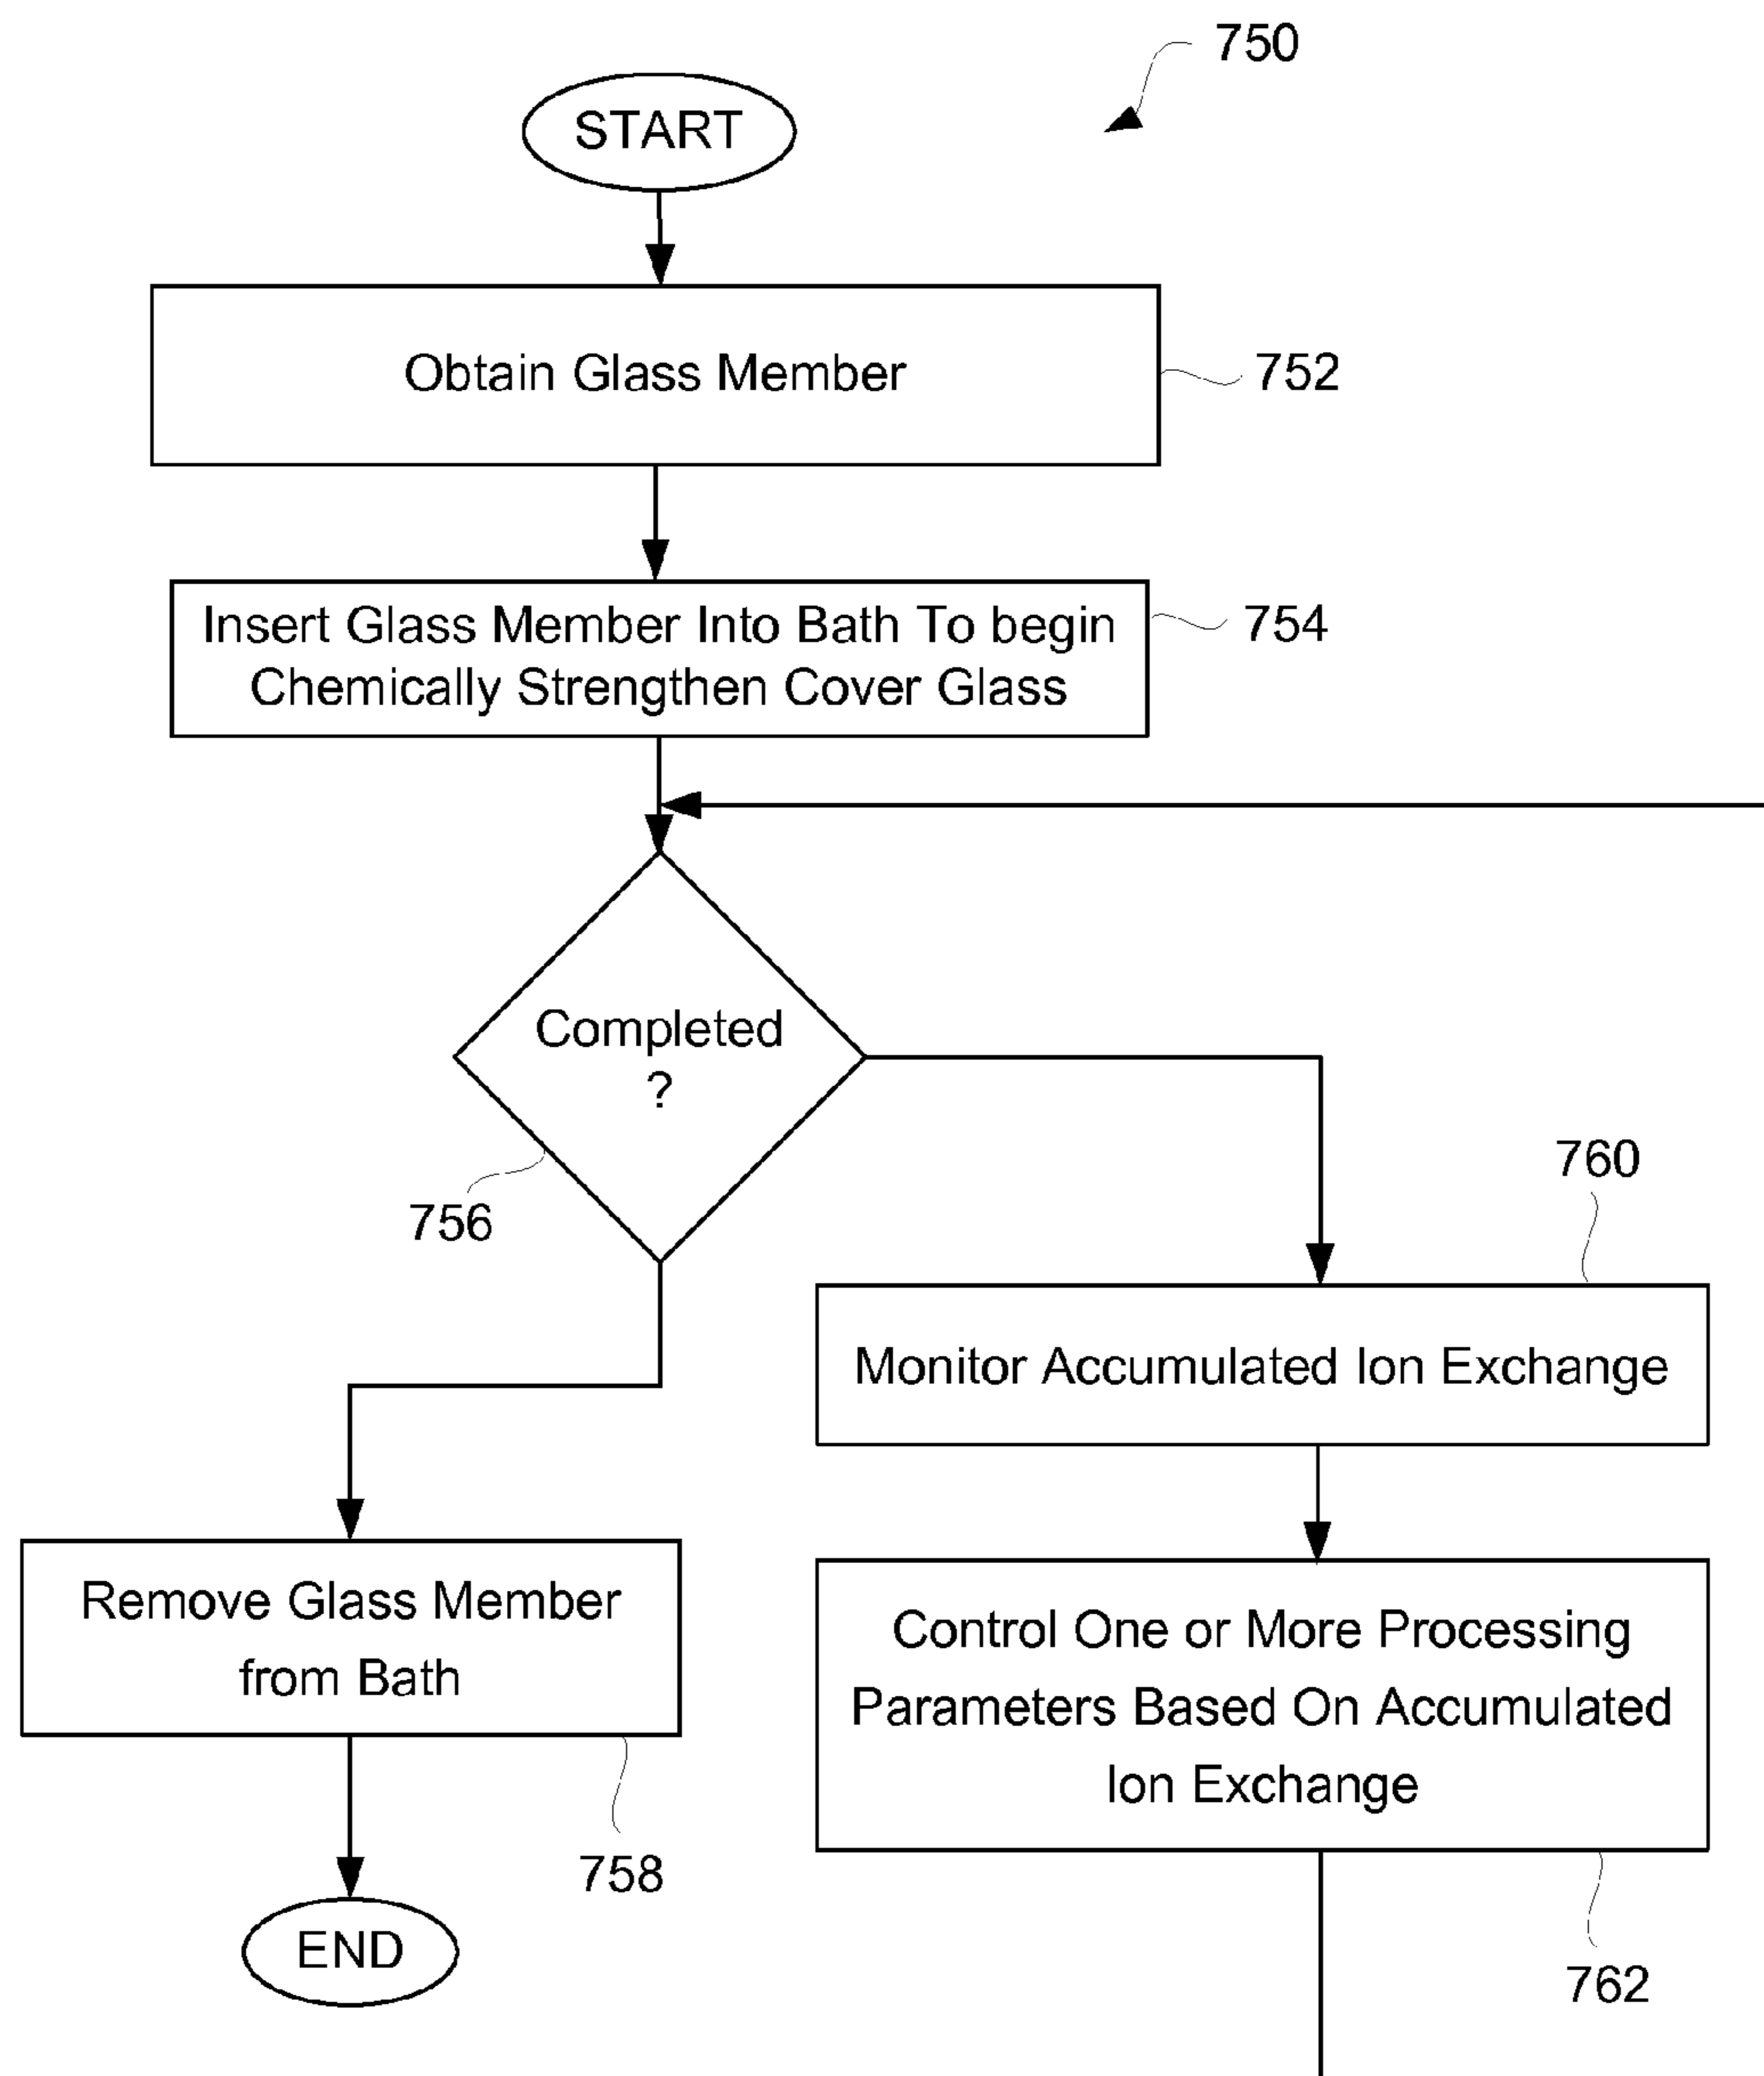 750
START
Obtain Glass Member
752
Insert Glass Member Into Bath To begin
Chemically Strengthen Cover Glass
754
Completed
?
756
760
Monitor Accumulated Ion Exchange
Remove Glass Member
from Bath
758
END
Control One or More Processing
Parameters Based On Accumulated
Ion Exchange
762